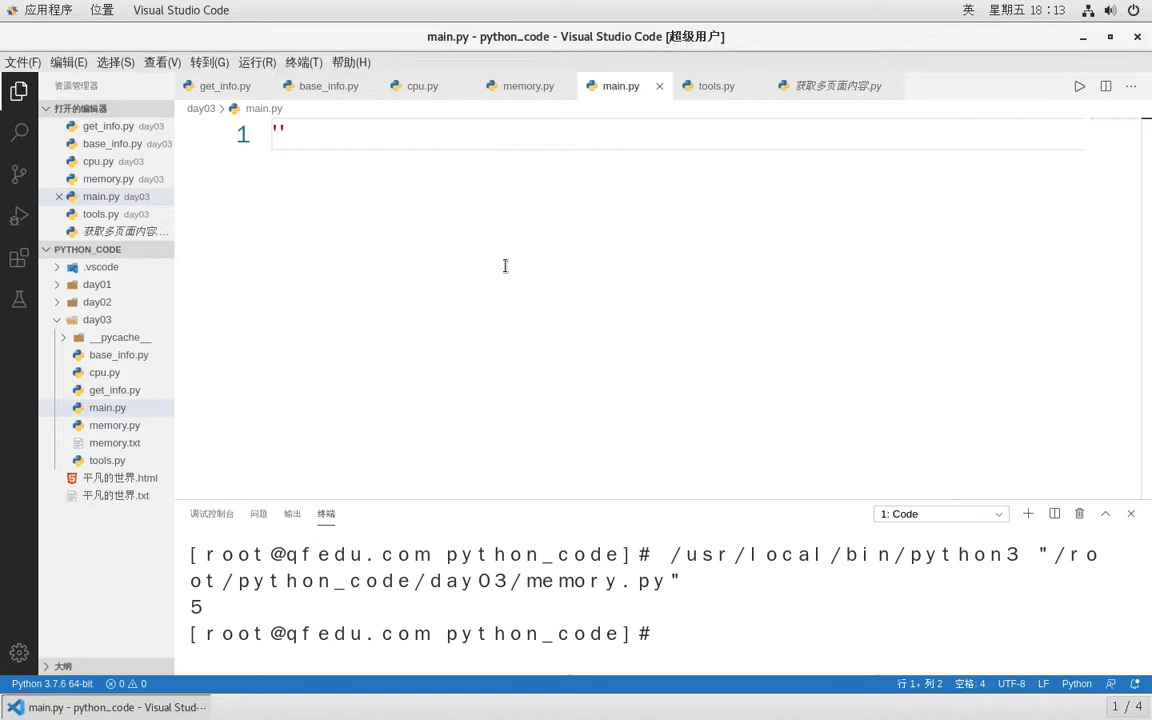 应用程序 位置 Visual Studio Code 英 星期五 18:13
main.py - python_code - Visual Studio Code [超级用户]
文件(F) 编辑(E) 选择(S) 查看(V) 转到(G) 运行(R) 终端(T) 帮助(H)
资源管理器
get_info.py base_info.py cpu.py memory.py main.py tools.py 获取多页面内容.py
打开的编辑器
get_info.py day03
base_info.py day03
cpu.py day03
memory.py day03
main.py day03
tools.py day03
获取多页面内容....
day03 > main.py
1 ''
PYTHON_CODE
.vscode
day01
day02
day03
__pycache__
base_info.py
cpu.py
get_info.py
main.py
memory.py
memory.txt
tools.py
平凡的世界.html
平凡的世界.txt
调试控制台 问题 输出 终端 1: Code
[root@qfedu.com python_code]# /usr/local/bin/python3 "/ro
ot/python_code/day03/memory.py"
5
[root@qfedu.com python_code]#
大纲
Python 3.7.6 64-bit 0 0 行 1，列 2 空格: 4 UTF-8 LF Python
main.py - python_code - Visual Stud··· 1 / 4